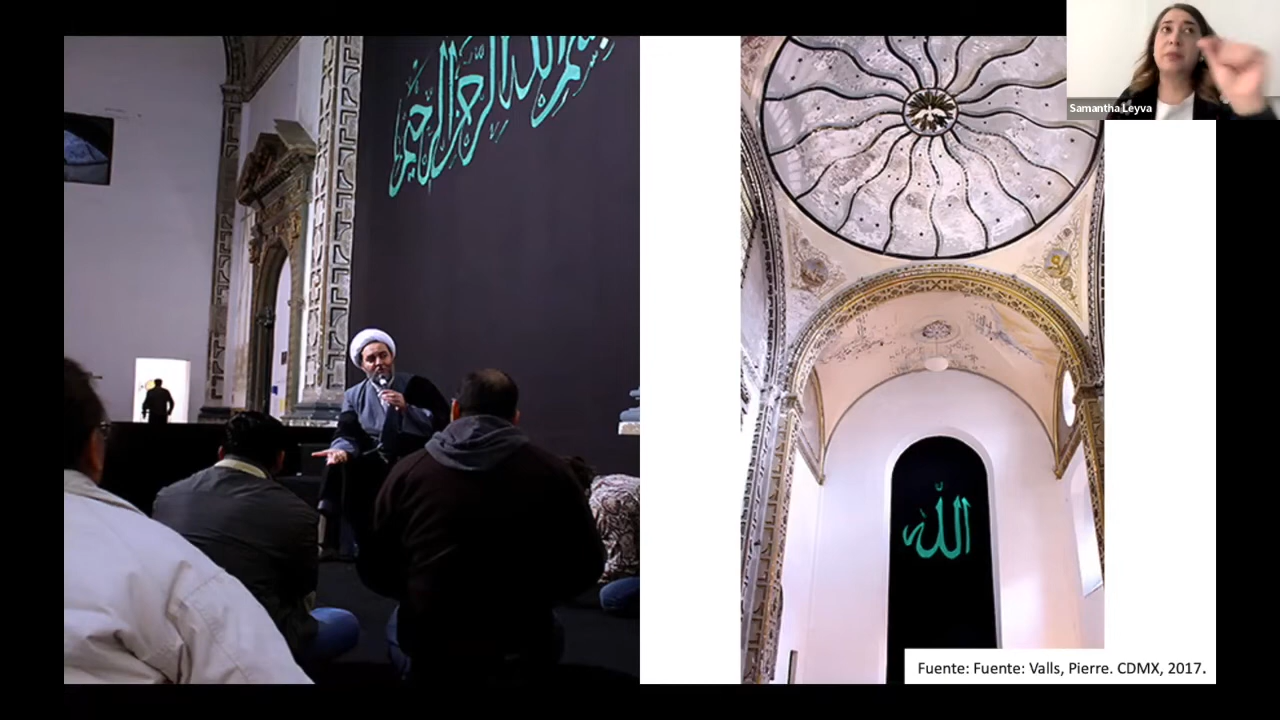 بسم الله الرحمن الرحيم
الله
Samantha Leyva
Fuente: Fuente: Valls, Pierre. CDMX, 2017.